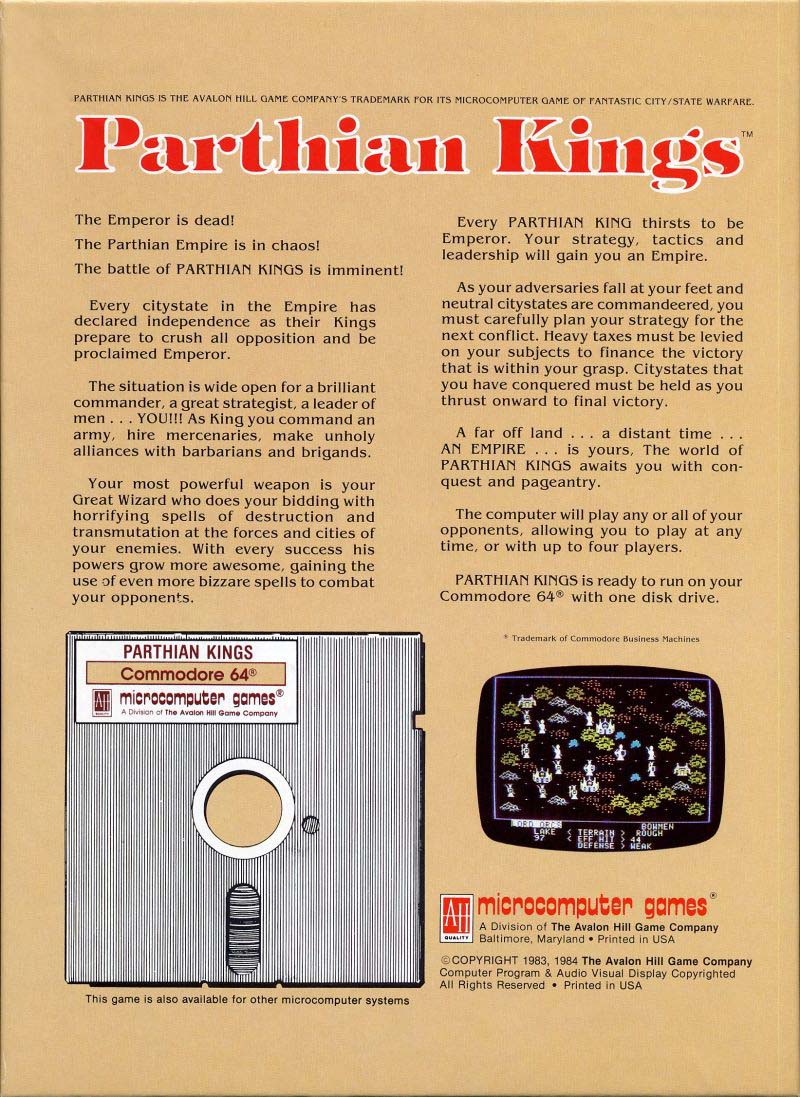 PARTHIAN KINGS IS THE AVALON HILL GAME COMPANY'S TRADEMARK FOR ITS MICROCOMPUTER GAME OF FANTASTIC CITY/STATE WARFARE.
Parthian Kings™
The Emperor is dead!
The Parthian Empire is in chaos!
The battle of PARTHIAN KINGS is imminent!
Every citystate in the Empire has
declared independence as their Kings
prepare to crush all opposition and be
proclaimed Emperor.
The situation is wide open for a brilliant
commander, a great strategist, a leader of
men . . . YOU!!! As King you command an
army, hire mercenaries, make unholy
alliances with barbarians and brigands.
Your most powerful weapon is your
Great Wizard who does your bidding with
horrifying spells of destruction and
transmutation at the forces and cities of
your enemies. With every success his
powers grow more awesome, gaining the
use of even more bizzare spells to combat
your opponents.
Every PARTHIAN KING thirsts to be
Emperor. Your strategy, tactics and
leadership will gain you an Empire.
As your adversaries fall at your feet and
neutral citystates are commandeered, you
must carefully plan your strategy for the
next conflict. Heavy taxes must be levied
on your subjects to finance the victory
that is within your grasp. Citystates that
you have conquered must be held as you
thrust onward to final victory.
A far off land . . . a distant time . . .
AN EMPIRE . . . is yours, The world of
PARTHIAN KINGS awaits you with con-
quest and pageantry.
The computer will play any or all of your
opponents, allowing you to play at any
time, or with up to four players.
PARTHIAN KINGS is ready to run on your
Commodore 64® with one disk drive.
® Trademark of Commodore Business Machines
PARTHIAN KINGS
Commodore 64®
AH QUALITY
microcomputer games®
A Division of The Avalon Hill Game Company
This game is also available for other microcomputer systems
LORD ORCS BOWMEN
LAKE < TERRAIN > ROUGH
97 < EFF HIT > 44
DEFENSE > WEAK
AH QUALITY
microcomputer games®
A Division of The Avalon Hill Game Company
Baltimore, Maryland • Printed in USA
©COPYRIGHT 1983, 1984 The Avalon Hill Game Company
Computer Program & Audio Visual Display Copyrighted
All Rights Reserved • Printed in USA